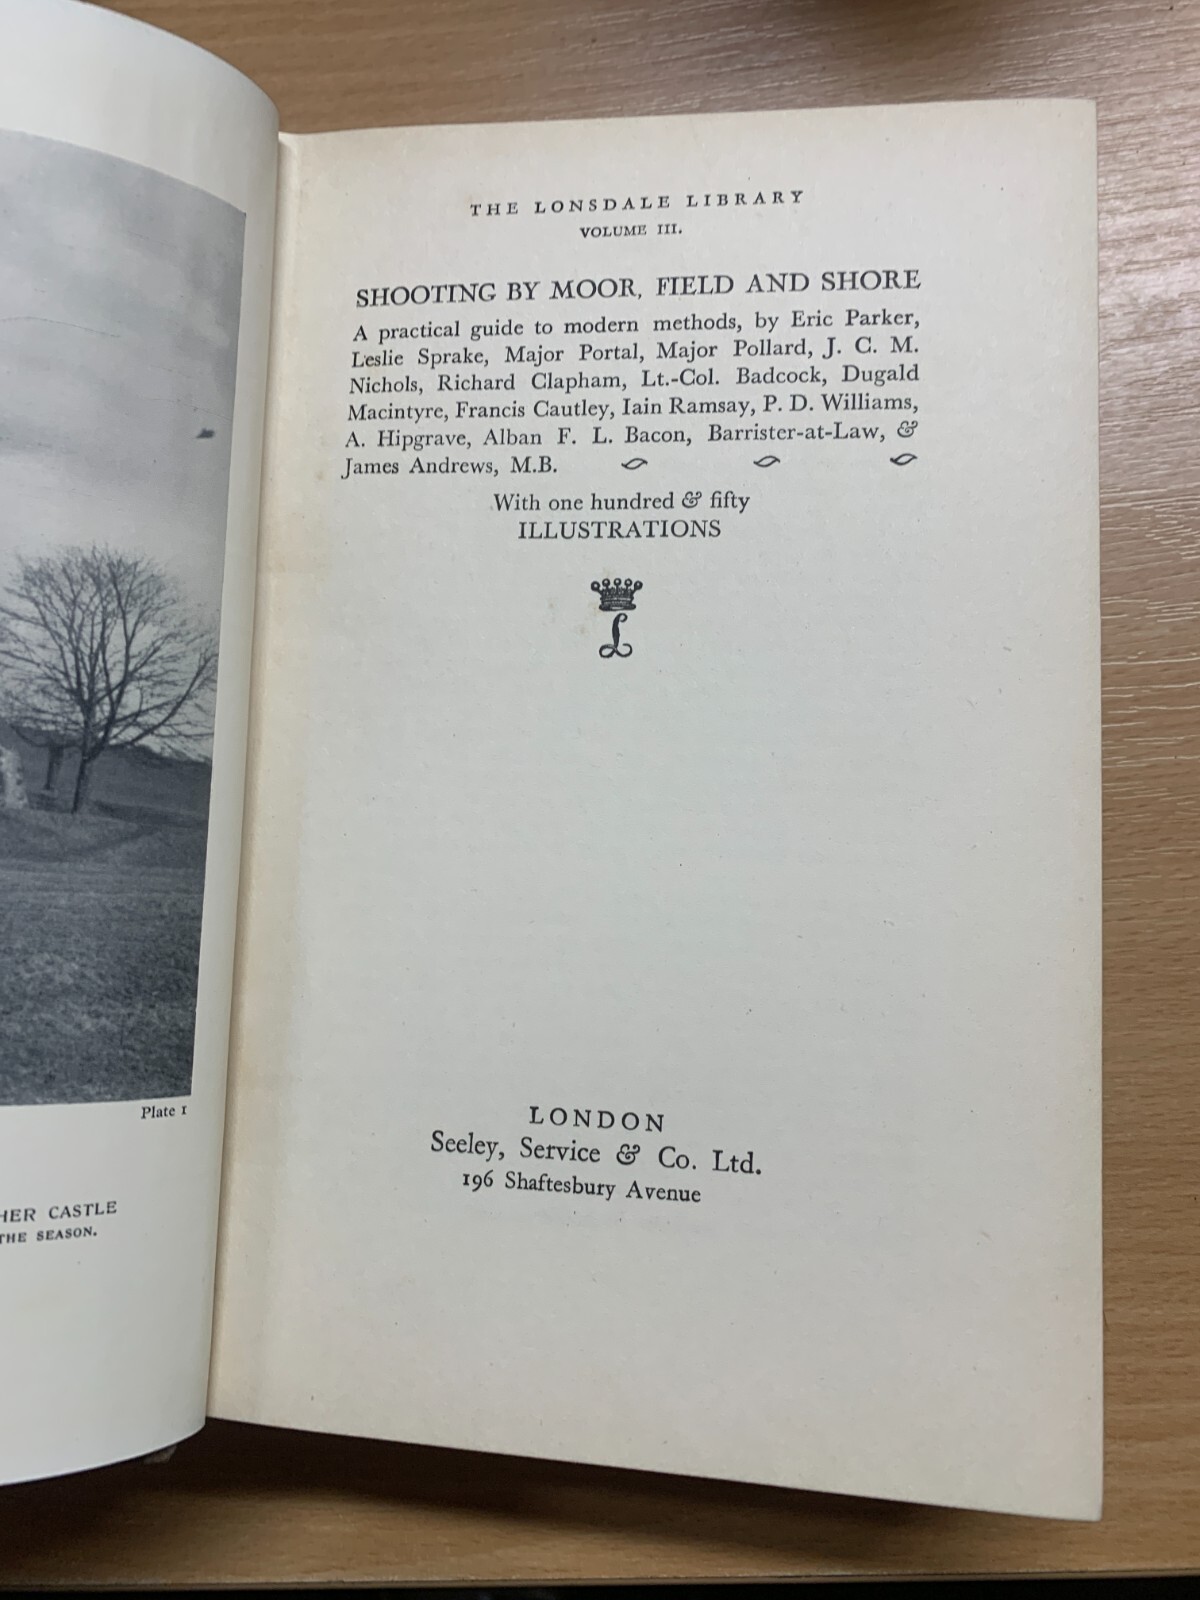 THE LONSDALE LIBRARY
VOLUME III.
SHOOTING BY MOOR, FIELD AND SHORE
A practical guide to modern methods, by Eric Parker,
Leslie Sprake, Major Portal, Major Pollard, J. C. M.
Nichols, Richard Clapham, Lt.-Col. Badcock, Dugald
Macintyre, Francis Cautley, Iain Ramsay, P. D. Williams,
A. Hipgrave, Alban F. L. Bacon, Barrister-at-Law, &
James Andrews, M.B.
With one hundred & fifty
ILLUSTRATIONS
L
LONDON
Seeley, Service & Co. Ltd.
196 Shaftesbury Avenue
Plate 1
HER CASTLE
THE SEASON.